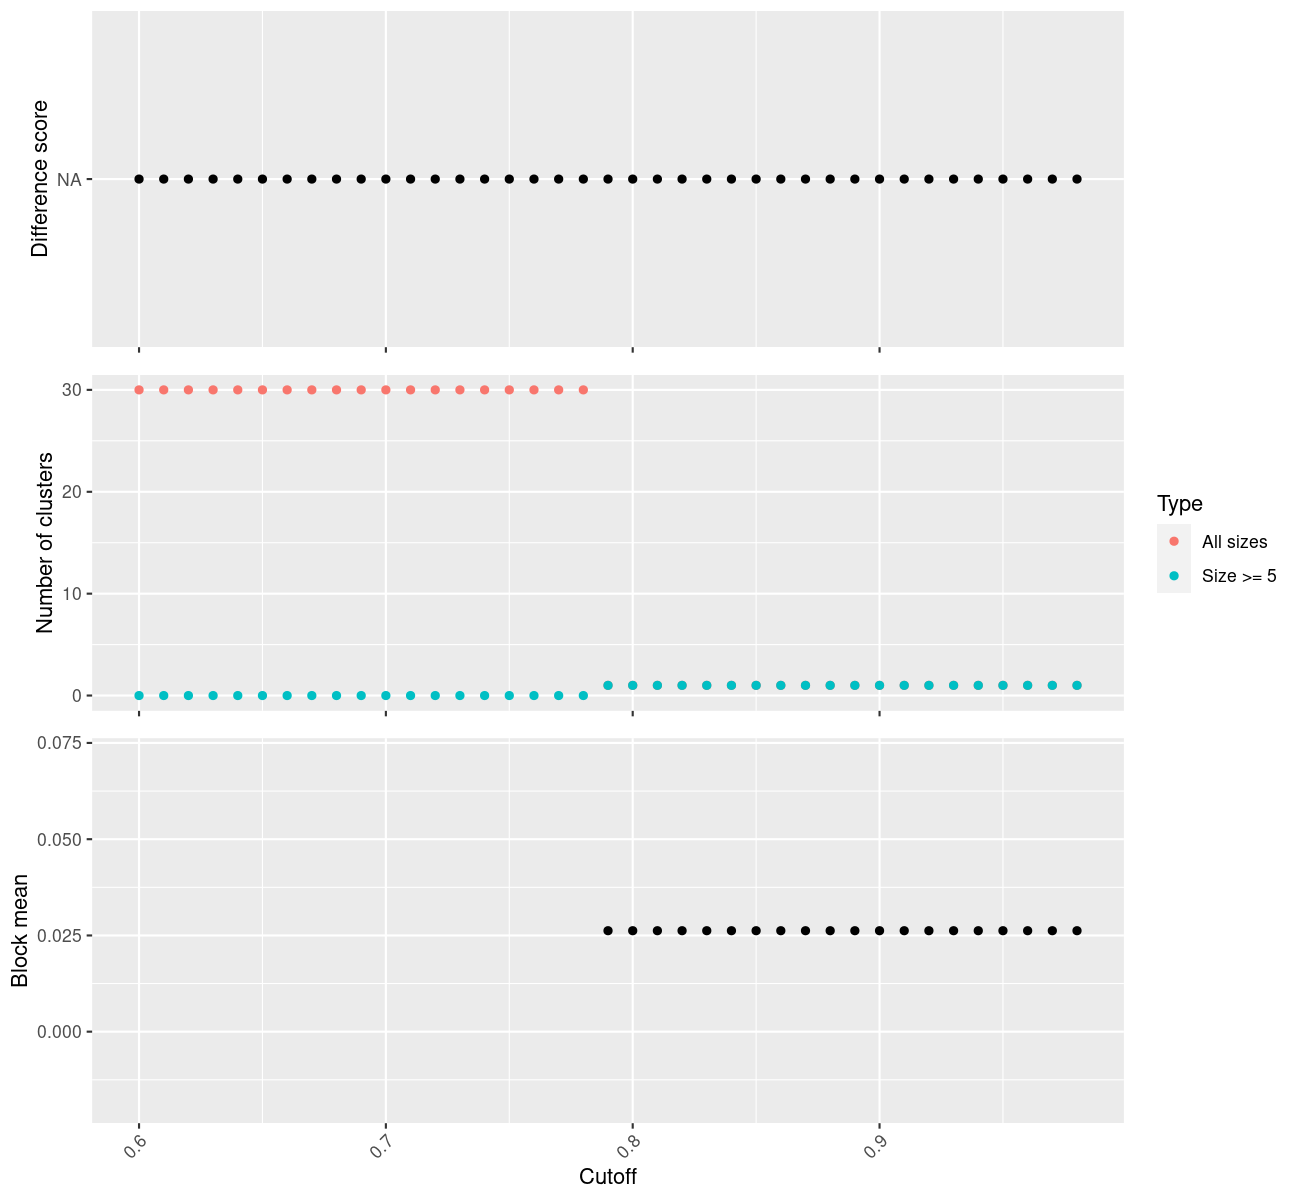 Difference score
NA
Number of clusters
30
20
10
0
Type
All sizes
Size >= 5
Block mean
0.075
0.050
0.025
0.000
0.6 0.7 0.8 0.9
Cutoff